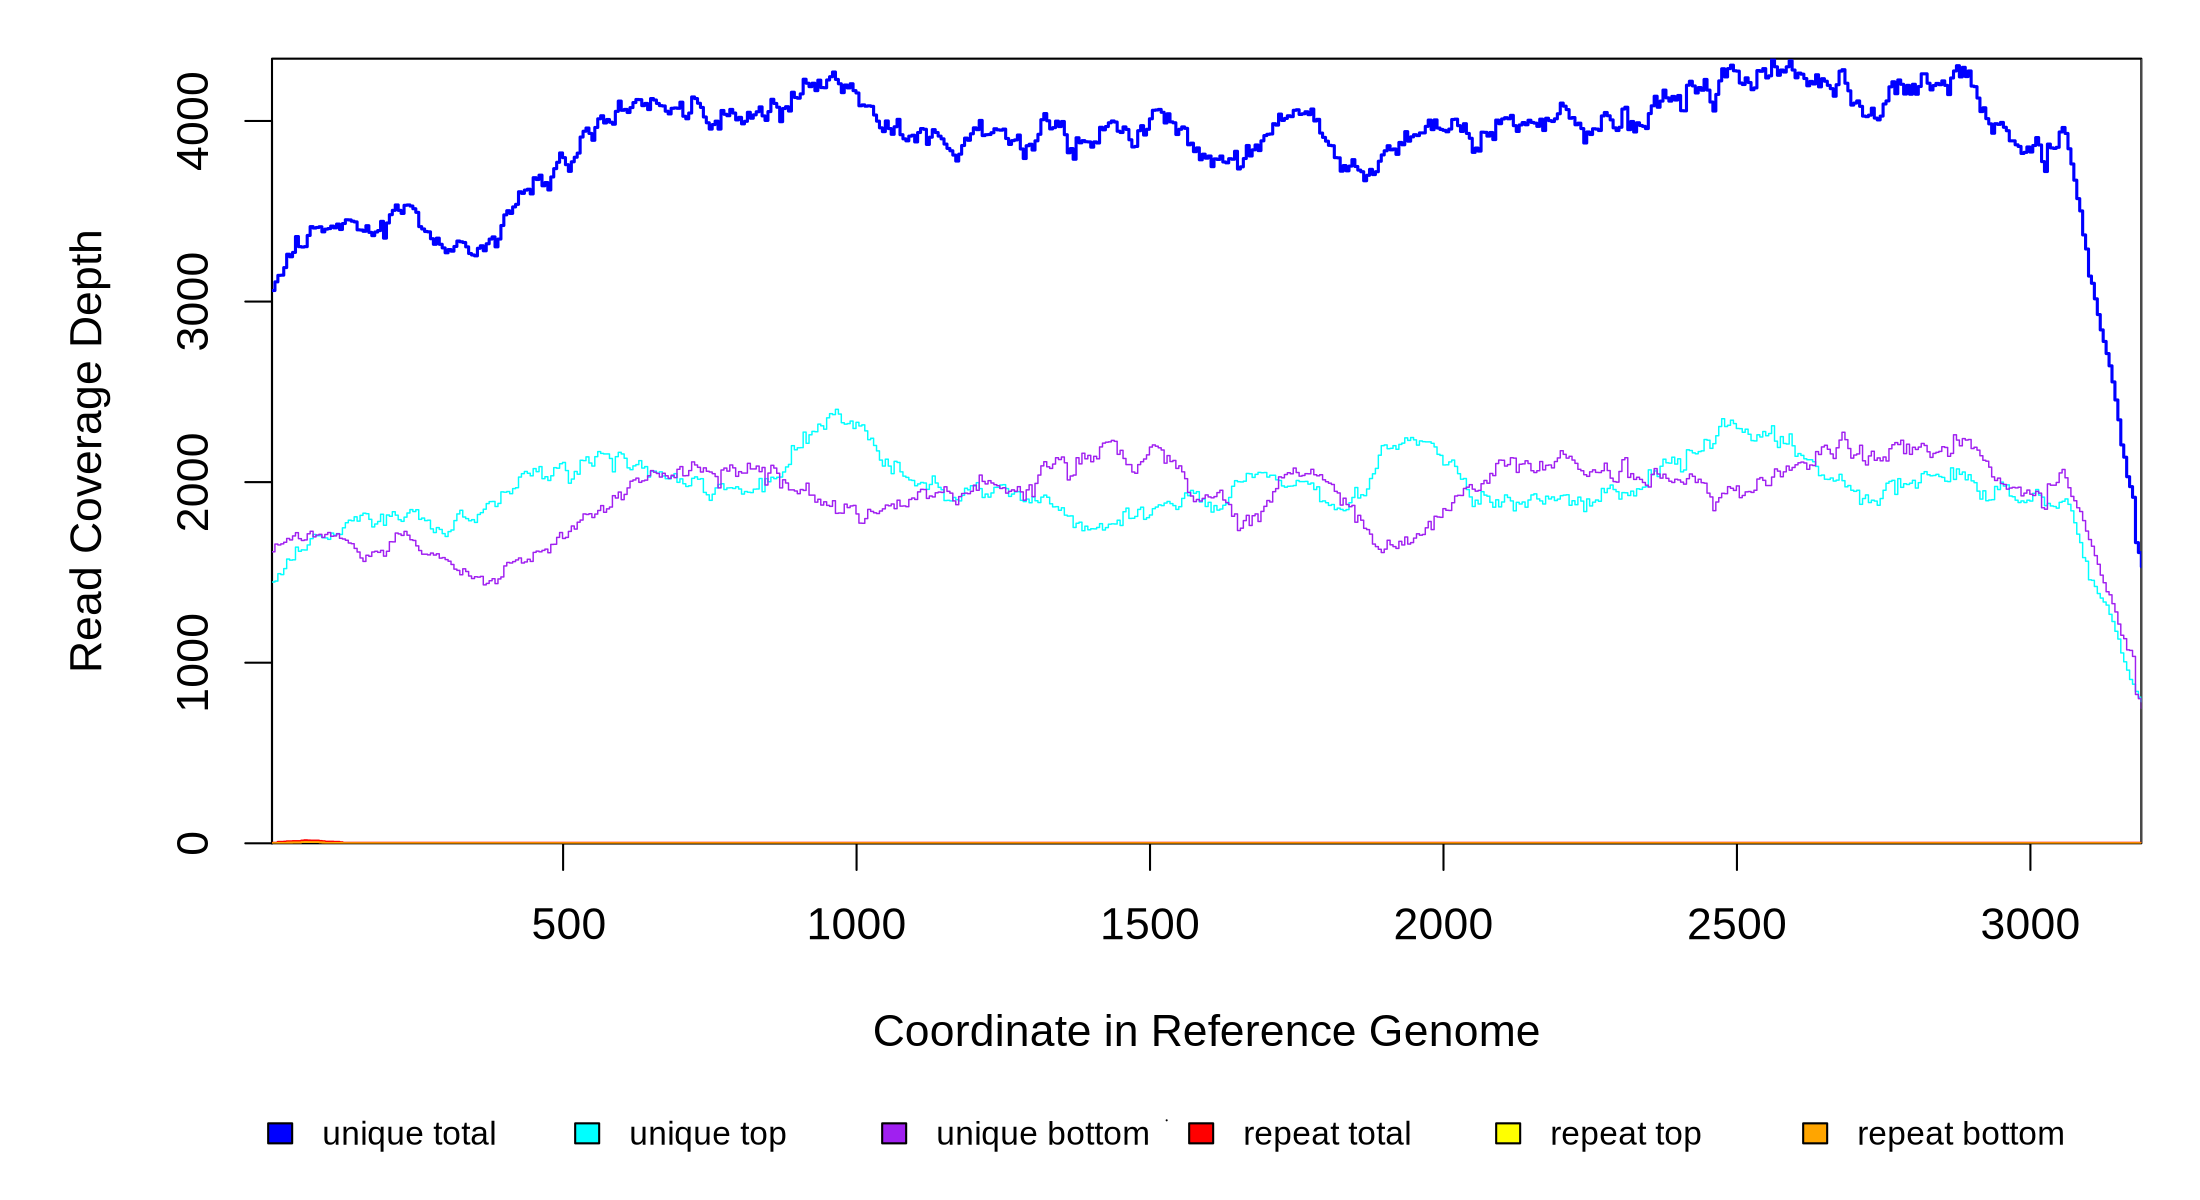 Read Coverage Depth
4000
3000
2000
1000
0
500 1000 1500 2000 2500 3000
Coordinate in Reference Genome
unique total unique top unique bottom repeat total repeat top repeat bottom